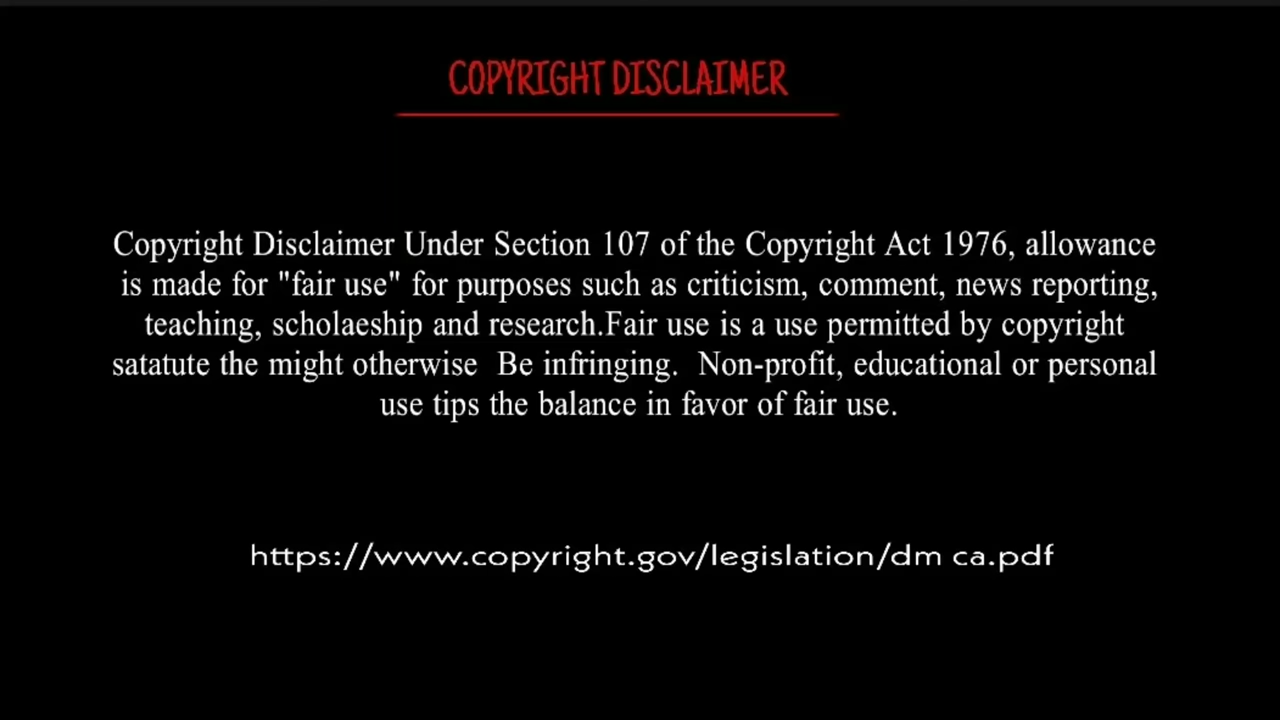 COPYRIGHT DISCLAIMER
Copyright Disclaimer Under Section 107 of the Copyright Act 1976, allowance
is made for "fair use" for purposes such as criticism, comment, news reporting,
teaching, scholaeship and research.Fair use is a use permitted by copyright
satatute the might otherwise  Be infringing.  Non-profit, educational or personal
use tips the balance in favor of fair use.
https://www.copyright.gov/legislation/dm ca.pdf